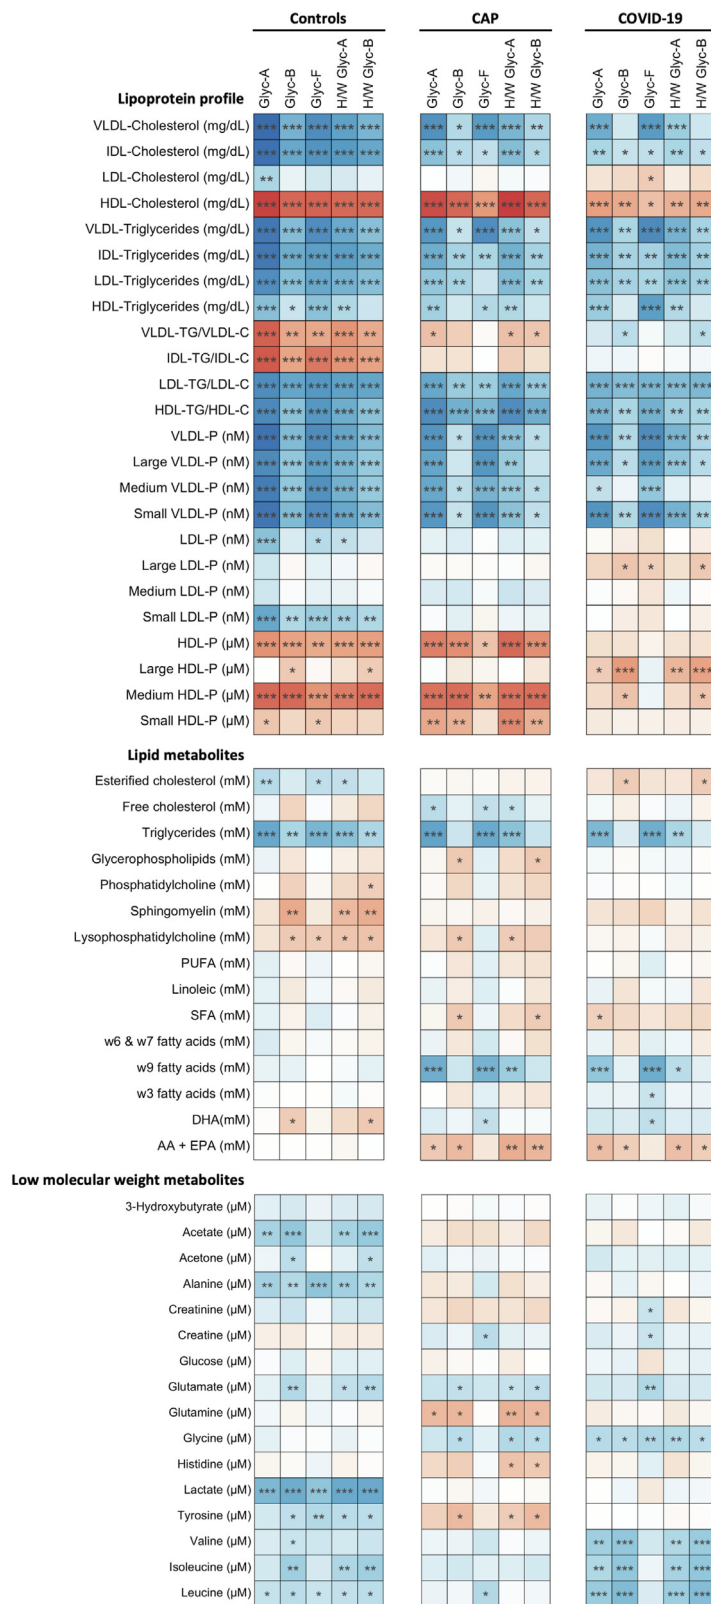 Controls CAP COVID-19
Lipoprotein profile Glyc-A Glyc-B Glyc-F H/W Glyc-A H/W Glyc-B Glyc-A Glyc-B Glyc-F H/W Glyc-A H/W Glyc-B Glyc-A Glyc-B Glyc-F H/W Glyc-A H/W Glyc-B
VLDL-Cholesterol (mg/dL) *** *** *** *** *** *** * *** *** ** *** *** ***
IDL-Cholesterol (mg/dL) *** *** *** *** *** *** * * *** * ** * * ** *
LDL-Cholesterol (mg/dL) ** *
HDL-Cholesterol (mg/dL) *** *** *** *** *** *** *** *** *** *** ** ** * ** **
VLDL-Triglycerides (mg/dL) *** *** *** *** *** *** * *** *** * *** ** *** *** **
IDL-Triglycerides (mg/dL) *** *** *** *** *** *** ** ** *** ** *** ** ** *** **
LDL-Triglycerides (mg/dL) *** *** *** *** *** *** ** *** ** *** ** ** *** **
HDL-Triglycerides (mg/dL) *** * *** ** ** * ** *** *** **
VLDL-TG/VLDL-C *** ** ** *** ** * * * * *
IDL-TG/IDL-C *** *** *** *** ***
LDL-TG/LDL-C *** *** *** *** *** *** ** ** *** *** *** *** *** *** ***
HDL-TG/HDL-C *** *** *** *** *** *** *** *** *** *** *** ** *** ** **
VLDL-P (nM) *** *** *** *** *** *** * *** *** * *** ** *** *** **
Large VLDL-P (nM) *** *** *** *** *** *** *** ** *** * *** *** *
Medium VLDL-P (nM) *** *** *** *** *** *** * *** *** * * ***
Small VLDL-P (nM) *** *** *** *** *** *** * *** *** * *** ** *** *** **
LDL-P (nM) *** * *
Large LDL-P (nM) * * *
Medium LDL-P (nM)
Small LDL-P (nM) *** ** *** ** **
HDL-P (µM) *** *** ** *** *** *** *** * *** ***
Large HDL-P (µM) * * * *** ** ***
Medium HDL-P (µM) *** *** *** *** *** *** *** ** *** *** * *
Small HDL-P (µM) * * ** ** *** **
Lipid metabolites
Esterified cholesterol (mM) ** * * * *
Free cholesterol (mM) * * *
Triglycerides (mM) *** ** *** *** ** *** *** *** *** *** **
Glycerophospholipids (mM) * *
Phosphatidylcholine (mM) *
Sphingomyelin (mM) ** ** **
Lysophosphatidylcholine (mM) * * * * * *
PUFA (mM)
Linoleic (mM)
SFA (mM) * * *
w6 & w7 fatty acids (mM)
w9 fatty acids (mM) *** *** ** *** *** *
w3 fatty acids (mM) *
DHA(mM) * * * *
AA + EPA (mM) * * ** ** * * * *
Low molecular weight metabolites
3-Hydroxybutyrate (µM)
Acetate (µM) ** *** ** ***
Acetone (µM) * *
Alanine (µM) ** ** *** ** **
Creatinine (µM) *
Creatine (µM) * *
Glucose (µM)
Glutamate (µM) ** * ** * * * **
Glutamine (µM) * * ** *
Glycine (µM) * * * * * ** ** *
Histidine (µM) * *
Lactate (µM) *** *** *** *** ***
Tyrosine (µM) * ** * * * * *
Valine (µM) * ** *** ** ***
Isoleucine (µM) ** ** ** ** *** ** ***
Leucine (µM) * * * * * * *** *** *** ***